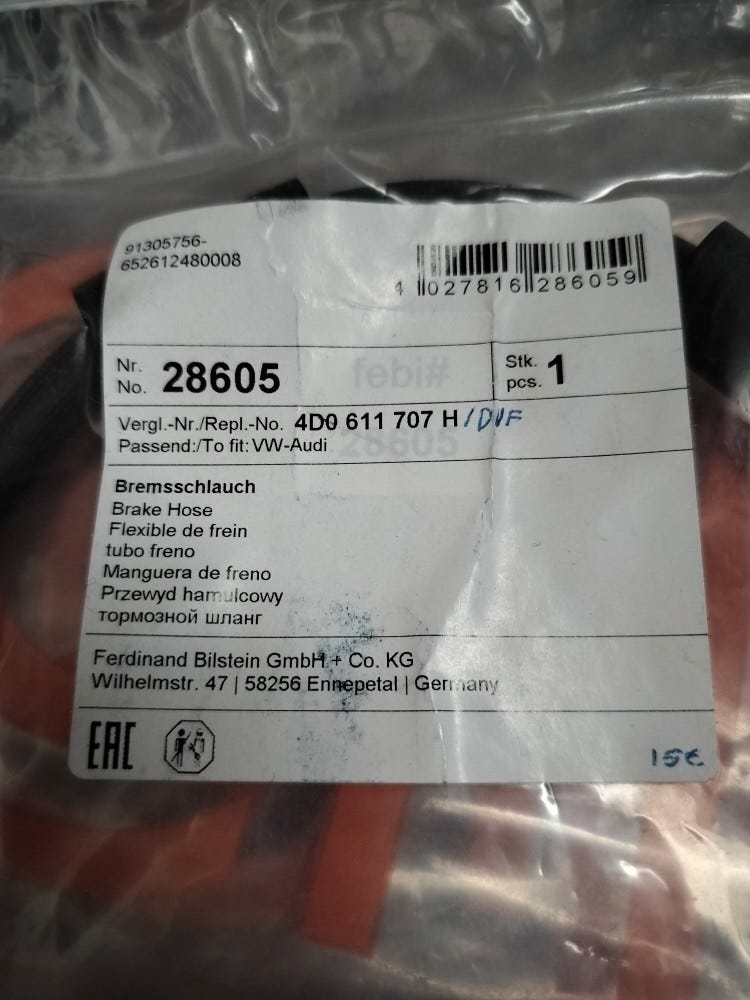 91305756-
652612480008
4 027816 286059
Nr.
No. 28605
febi#
28605
Stk.
pcs. 1
Vergl.-Nr./Repl.-No. 4D0 611 707 H /DVF
Passend:/To fit: VW-Audi
Bremsschlauch
Brake Hose
Flexible de frein
tubo freno
Manguera de freno
Przewyd hamulcowy
тормозной шланг
Ferdinand Bilstein GmbH + Co. KG
Wilhelmstr. 47 | 58256 Ennepetal | Germany
EAC
15€